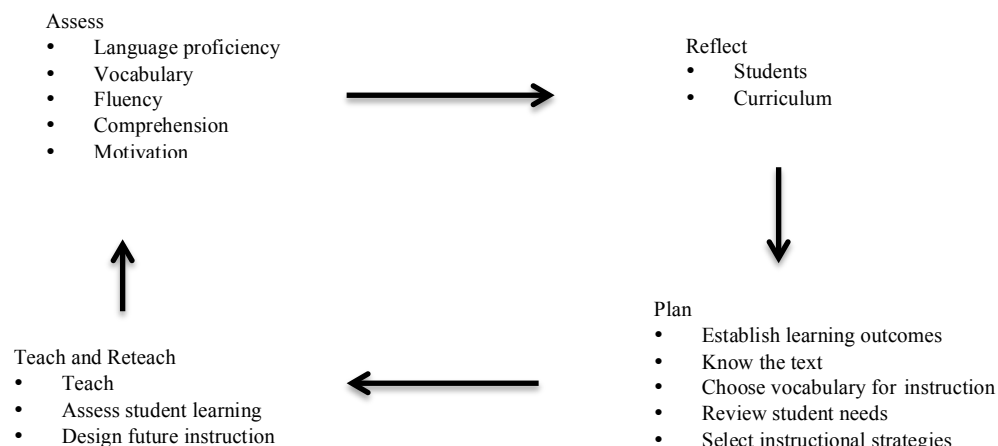 Assess
• Language proficiency
• Vocabulary
• Fluency
• Comprehension
• Motivation
Reflect
• Students
• Curriculum
Plan
• Establish learning outcomes
• Know the text
• Choose vocabulary for instruction
• Review student needs
• Select instructional strategies
Teach and Reteach
• Teach
• Assess student learning
• Design future instruction